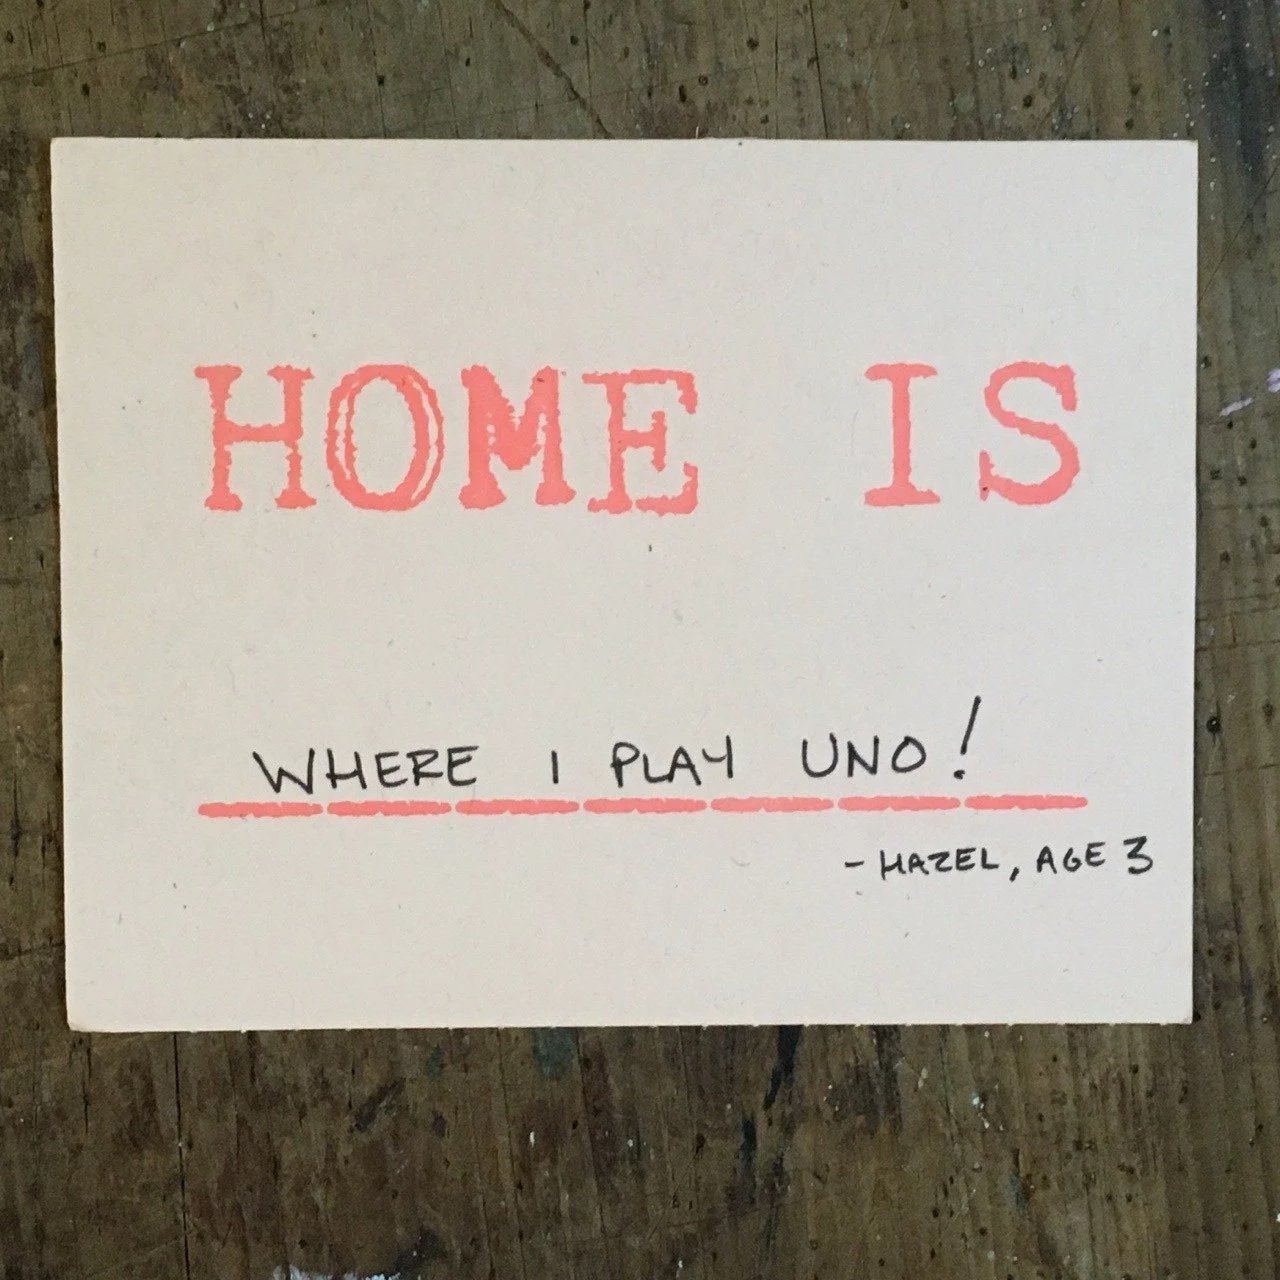 HOME IS
WHERE I PLAY UNO!
- HAZEL, AGE 3